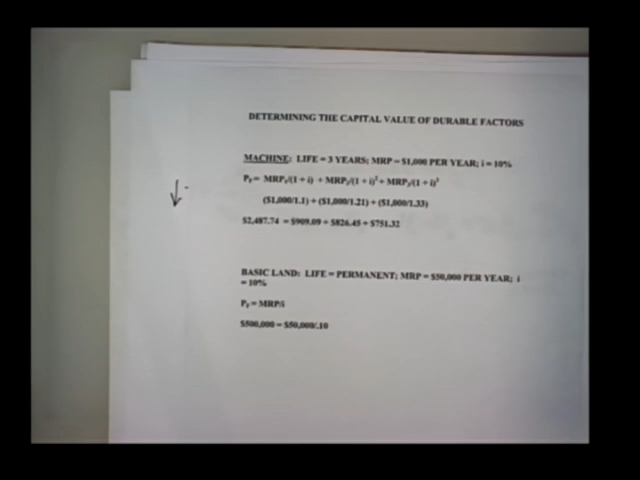 DETERMINING THE CAPITAL VALUE OF DURABLE FACTORS
MACHINE: LIFE = 3 YEARS; MRP = $1,000 PER YEAR; i = 10%
P_F = MRP₁/(1 + i) + MRP₂/(1 + i)² + MRP₃/(1 + i)³
($1,000/1.1) + ($1,000/1.21) + ($1,000/1.33)
$2,487.74 = $909.09 + $826.45 + $751.32
BASIC LAND: LIFE = PERMANENT; MRP = $50,000 PER YEAR; i
= 10%
P_F = MRP/i
$500,000 = $50,000/.10